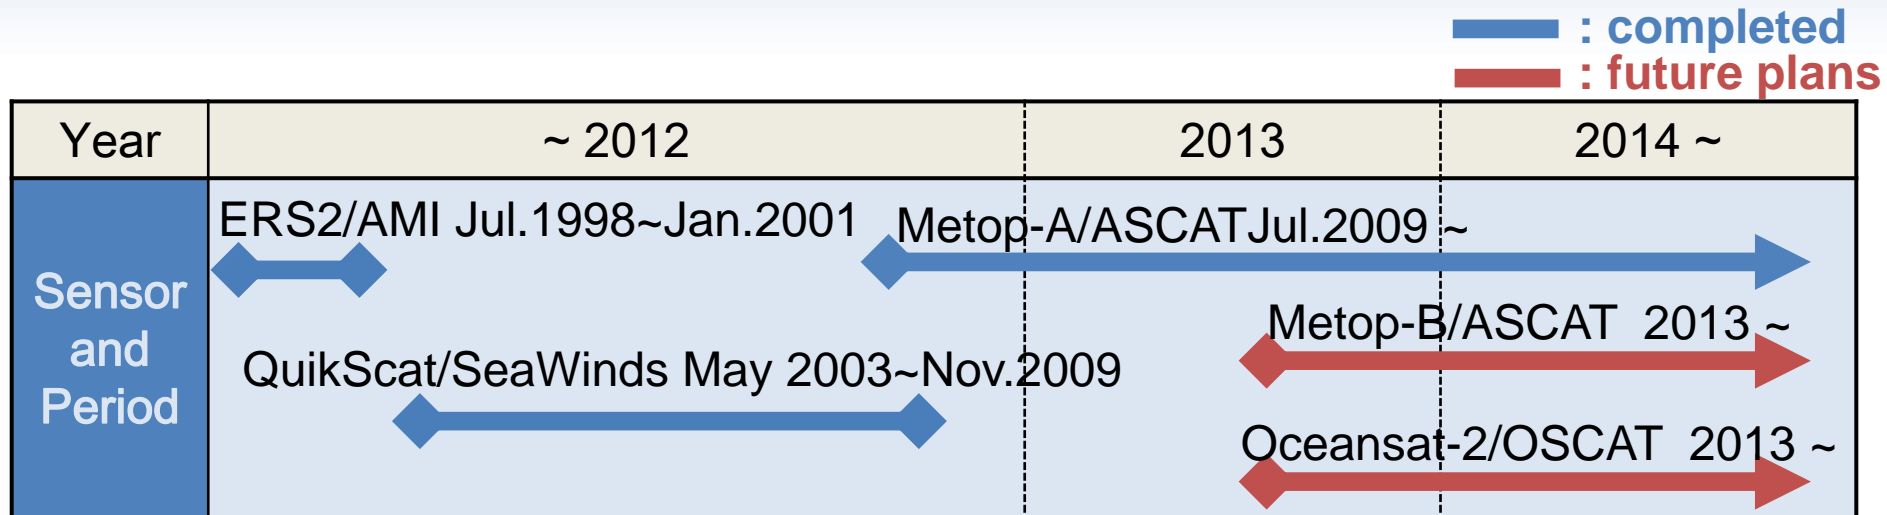 : completed
: future plans
Year
~ 2012
2013
2014 ~
Sensor
and
Period
ERS2/AMI Jul.1998~Jan.2001
Metop-A/ASCATJul.2009 ~
Metop-B/ASCAT 2013 ~
QuikScat/SeaWinds May 2003~Nov.2009
Oceansat-2/OSCAT 2013 ~